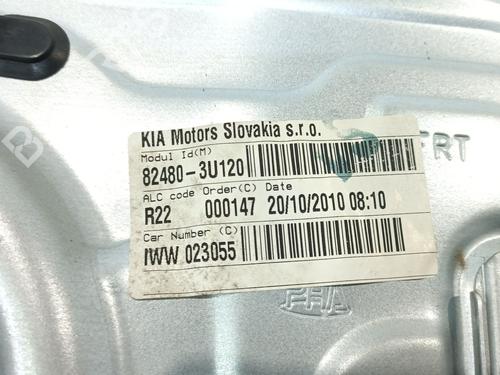 KIA Motors Slovakia s.r.o.
Modul Id(M)
82480-3U120
ALC code Order(C) Date
R22 000147 20/10/2010 08:10
Car Number (C)
IWW 023055
PHA